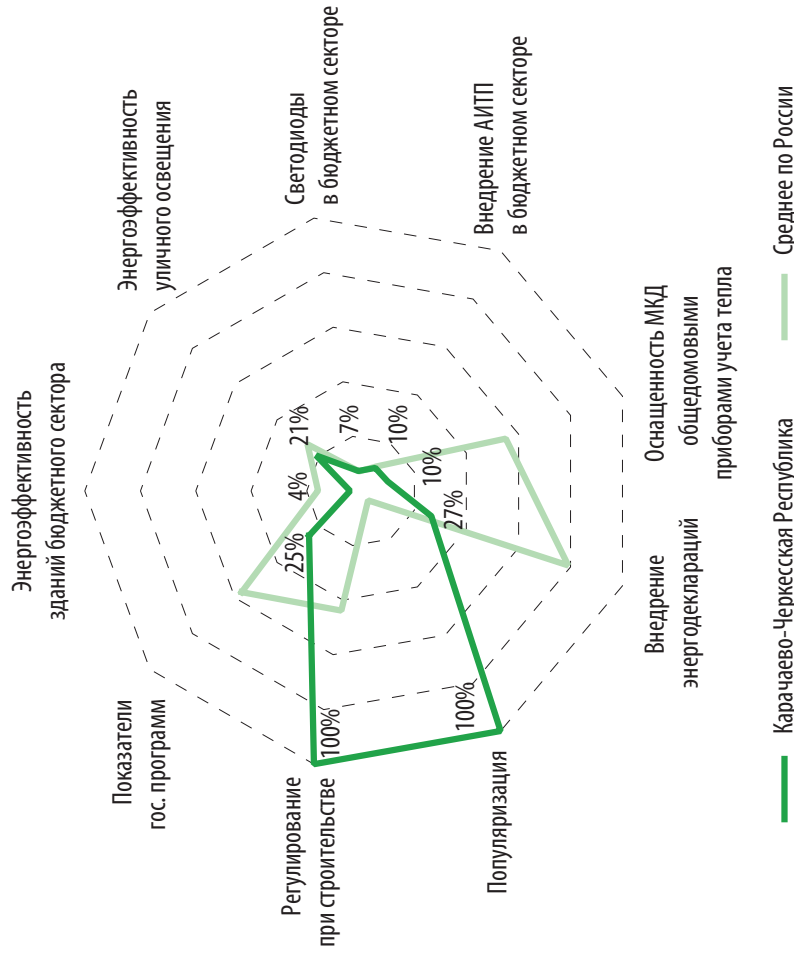 Энергоэффективность
зданий бюджетного сектора
Энергоэффективность
уличного освещения
Светодиоды
в бюджетном секторе
Внедрение АИТП
в бюджетном секторе
Оснащенность МКД
общедомовыми
приборами учета тепла
Внедрение
энергодеклараций
Популяризация
Регулирование
при строительстве
Показатели
гос. программ
4%
21%
7%
10%
10%
27%
100%
100%
25%
Карачаево-Черкесская Республика
Среднее по России